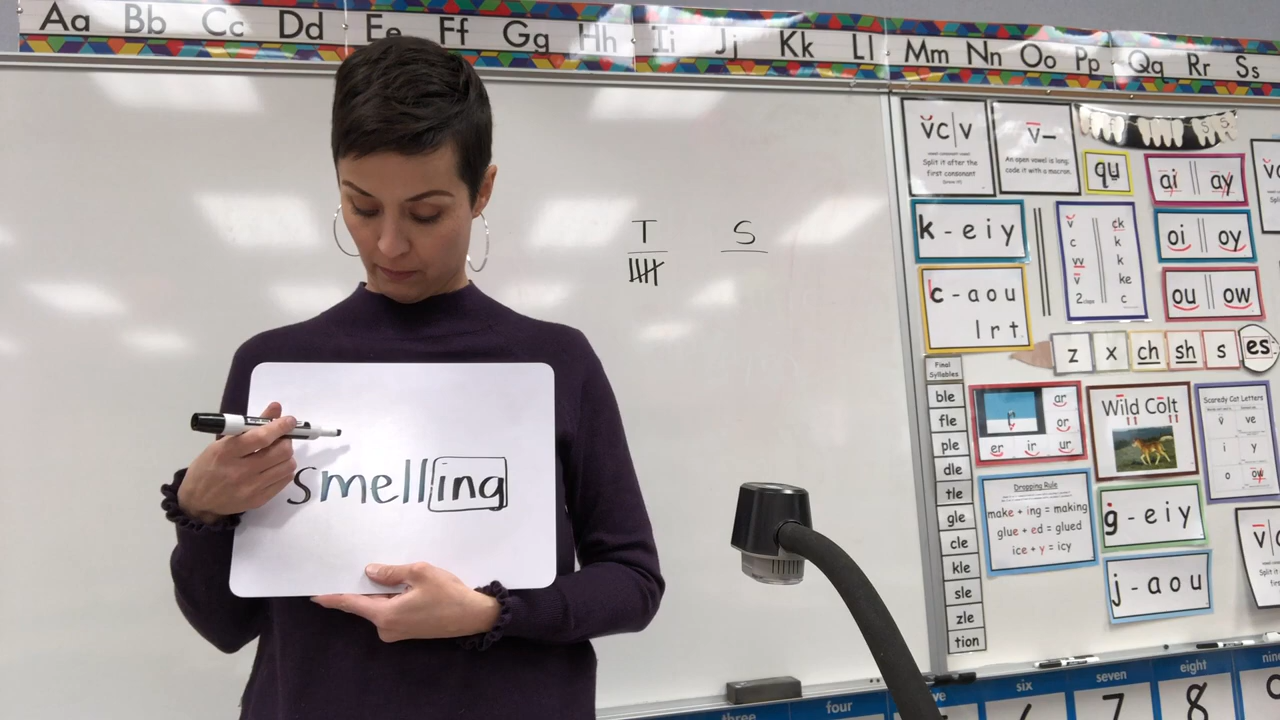 Aa Bb Cc Dd Ee Ff Gg Hh Ii Jj Kk Ll Mm Nn Oo Pp Qq Rr Ss
T S
smelling
v̆c|v
Split it after the
first consonant
v̄-
An open vowel is long;
code it with a macron.
qu
ai || ay
k - e i y
oi || oy
c - a o u
l r t
v̆ ck
c k
vv k
v̄ ke
2 c
ou || ow
z x ch sh s es
Final
Syllables
ble
fle
ple
dle
tle
gle
cle
kle
sle
zle
tion
r ar
or
er ir ur
Wild Colt
Scaredy Cat Letters
v ve
i y
o ow
Dropping Rule
make + ing = making
glue + ed = glued
ice + y = icy
g - e i y
j - a o u
three four six seven eight
7 8